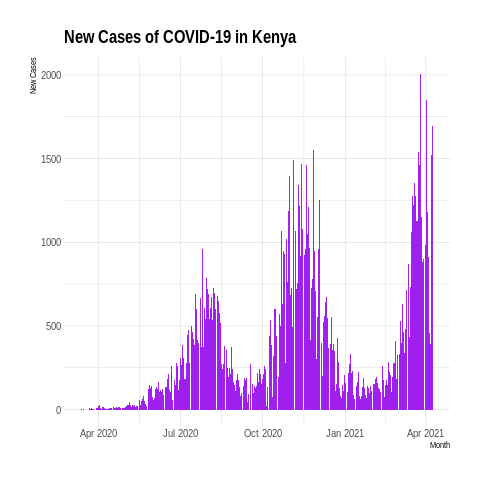 New Cases of COVID-19 in Kenya
New Cases
2000
1500
1000
500
0
Apr 2020
Jul 2020
Oct 2020
Jan 2021
Apr 2021
Month